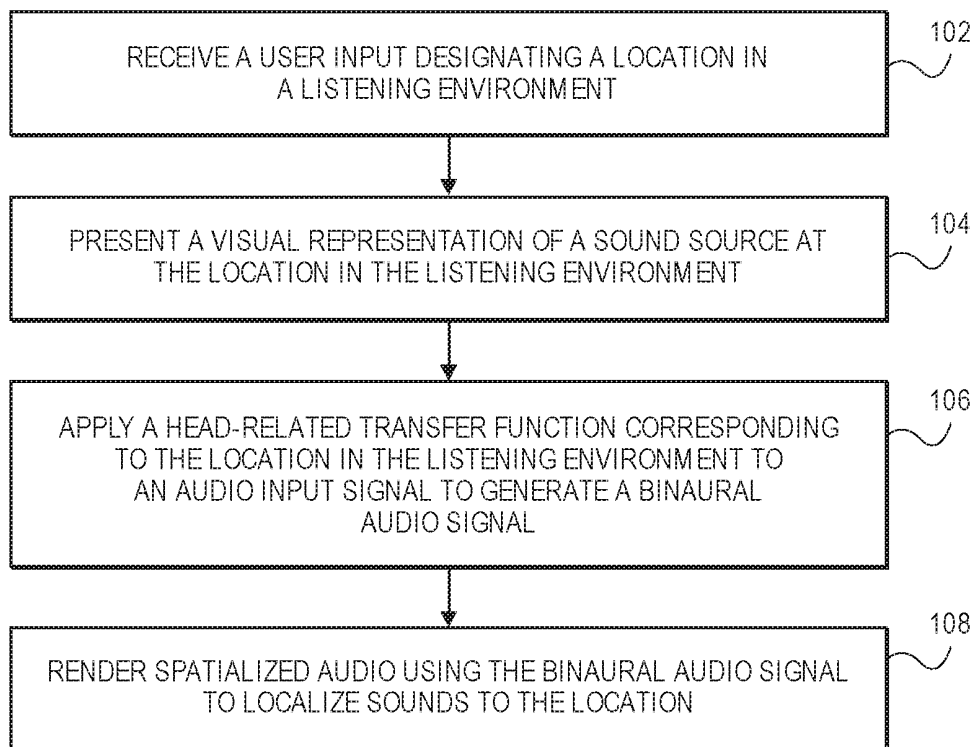 RECEIVE A USER INPUT DESIGNATING A LOCATION IN
A LISTENING ENVIRONMENT
102
PRESENT A VISUAL REPRESENTATION OF A SOUND SOURCE AT
THE LOCATION IN THE LISTENING ENVIRONMENT
104
APPLY A HEAD-RELATED TRANSFER FUNCTION CORRESPONDING
TO THE LOCATION IN THE LISTENING ENVIRONMENT TO
AN AUDIO INPUT SIGNAL TO GENERATE A BINAURAL
AUDIO SIGNAL
106
RENDER SPATIALIZED AUDIO USING THE BINAURAL AUDIO SIGNAL
TO LOCALIZE SOUNDS TO THE LOCATION
108